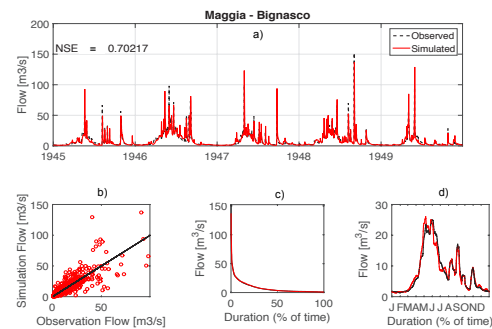 Maggia - Bignasco
a)
NSE = 0.70217
Observed
Simulated
Flow [m3/s]
200
150
100
50
0
1945 1946 1947 1948 1949
b)
Simulation Flow [m3/s]
150
100
50
0
0 50
Observation Flow [m3/s]
c)
Flow [m³/s]
150
100
50
0
0 50 100
Duration (% of time)
d)
Flow [m³/s]
30
20
10
0
J FMAMJ J ASOND
Duration (% of time)